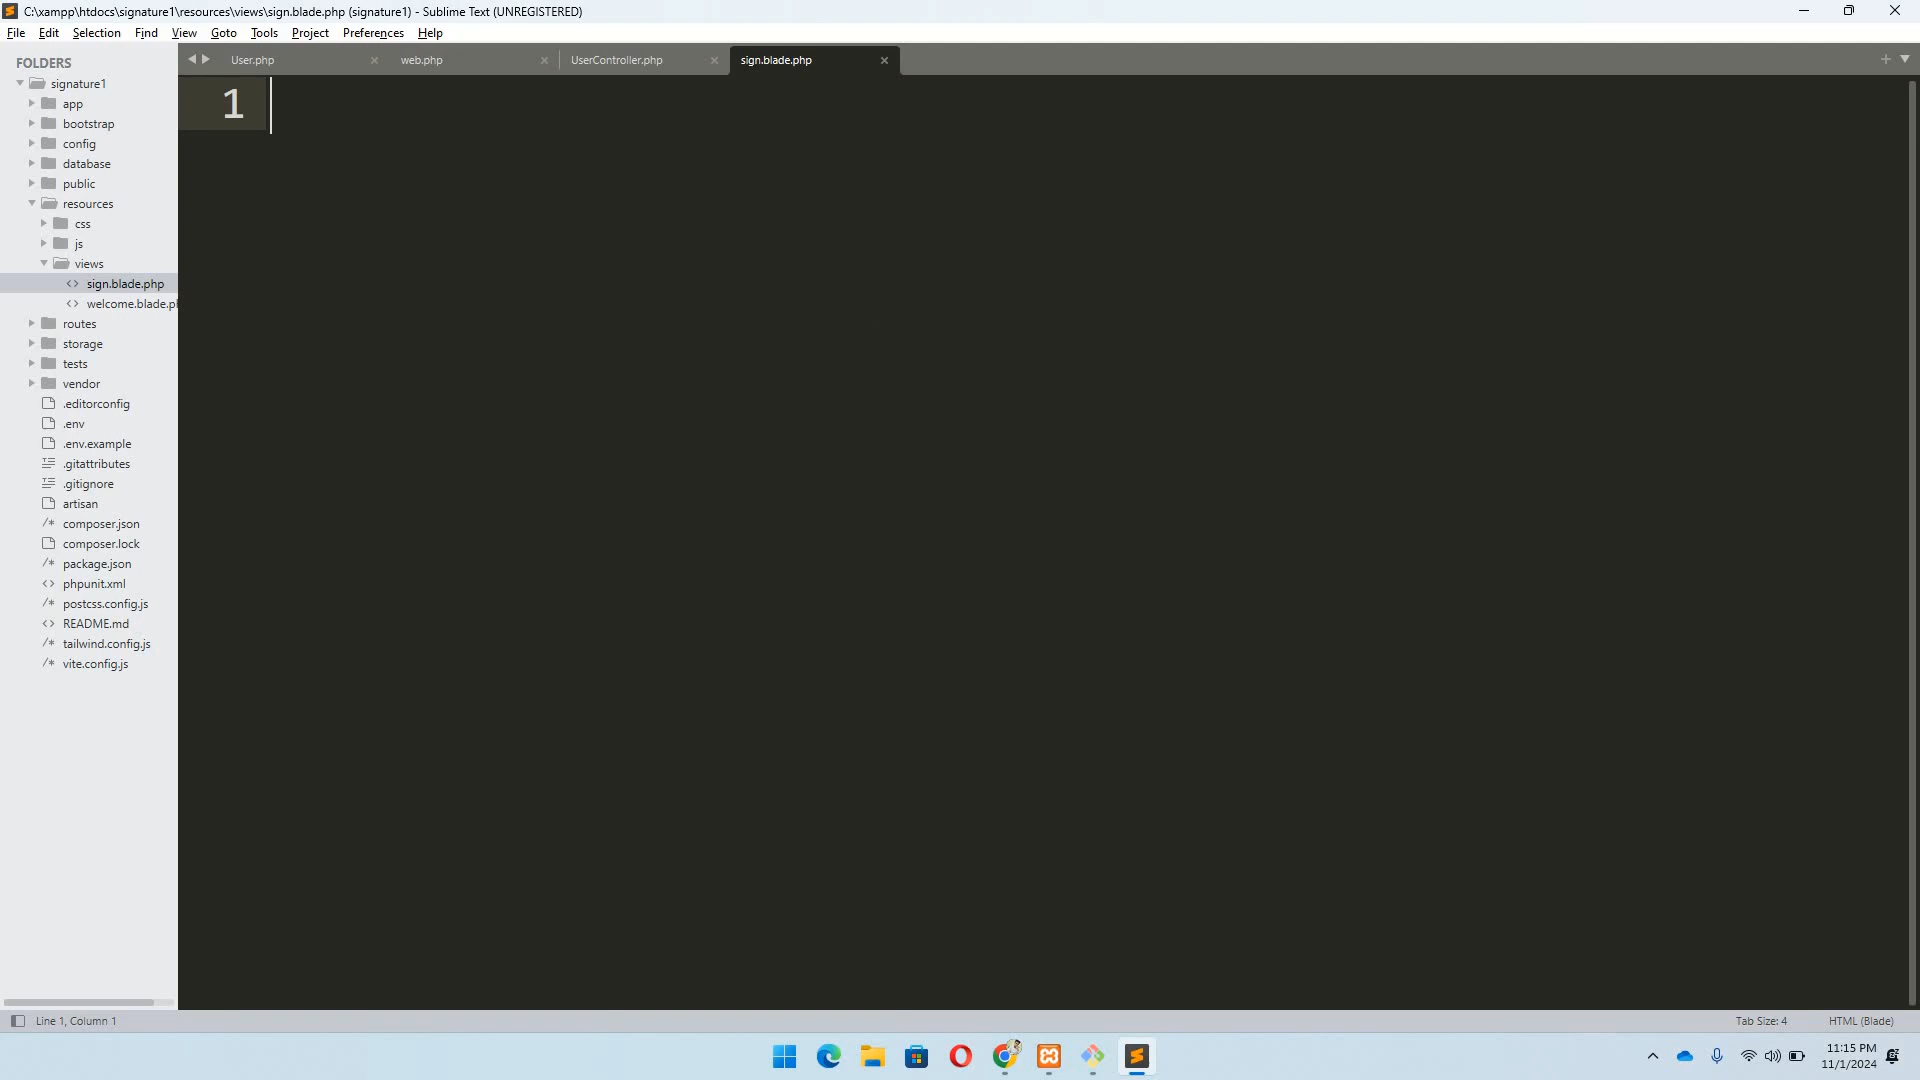 C:\xampp\htdocs\signature1\resources\views\sign.blade.php (signature1) - Sublime Text (UNREGISTERED)
File Edit Selection Find View Goto Tools Project Preferences Help
FOLDERS
User.php web.php UserController.php sign.blade.php
signature1
app
bootstrap
config
database
public
resources
css
js
views
sign.blade.php
welcome.blade.ph
routes
storage
tests
vendor
.editorconfig
.env
.env.example
.gitattributes
.gitignore
artisan
composer.json
composer.lock
package.json
phpunit.xml
postcss.config.js
README.md
tailwind.config.js
vite.config.js
1
Line 1, Column 1
Tab Size: 4
HTML (Blade)
11:15 PM
11/1/2024